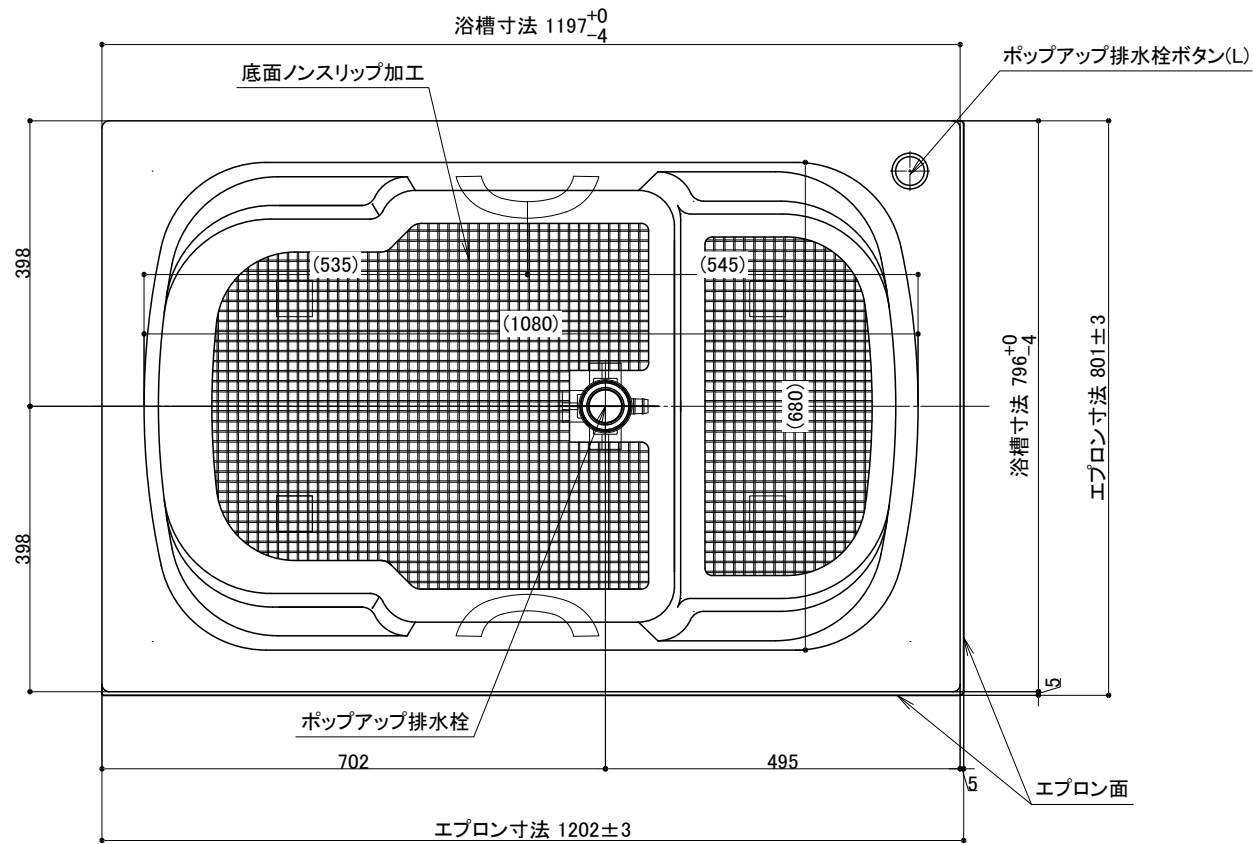 浴槽寸法 1197+0-4
ポップアップ排水栓ボタン(L)
底面ノンスリップ加工
398
(535)
(545)
(1080)
(680)
浴槽寸法 796+0-4
エプロン寸法 801±3
398
5
ポップアップ排水栓
702
495
5
エプロン面
エプロン寸法 1202±3